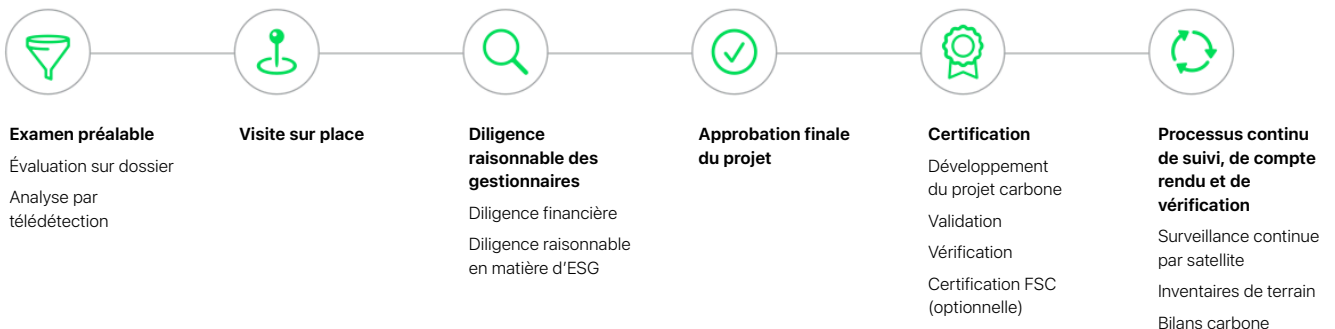 Examen préalable
Évaluation sur dossier
Analyse par
télédétection
Visite sur place
Diligence
raisonnable des
gestionnaires
Diligence financière
Diligence raisonnable
en matière d’ESG
Approbation finale
du projet
Certification
Développement
du projet carbone
Validation
Vérification
Certification FSC
(optionnelle)
Processus continu
de suivi, de compte
rendu et de
vérification
Surveillance continue
par satellite
Inventaires de terrain
Bilans carbone